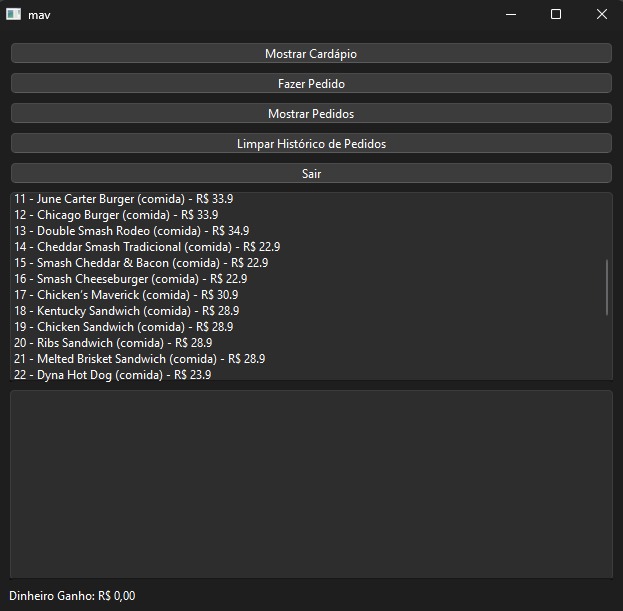 mav
Mostrar Cardápio
Fazer Pedido
Mostrar Pedidos
Limpar Histórico de Pedidos
Sair
11 - June Carter Burger (comida) - R$ 33.9
12 - Chicago Burger (comida) - R$ 33.9
13 - Double Smash Rodeo (comida) - R$ 34.9
14 - Cheddar Smash Tradicional (comida) - R$ 22.9
15 - Smash Cheddar & Bacon (comida) - R$ 22.9
16 - Smash Cheeseburger (comida) - R$ 22.9
17 - Chicken's Maverick (comida) - R$ 30.9
18 - Kentucky Sandwich (comida) - R$ 28.9
19 - Chicken Sandwich (comida) - R$ 28.9
20 - Ribs Sandwich (comida) - R$ 28.9
21 - Melted Brisket Sandwich (comida) - R$ 28.9
22 - Dyna Hot Dog (comida) - R$ 23.9
Dinheiro Ganho: R$ 0,00